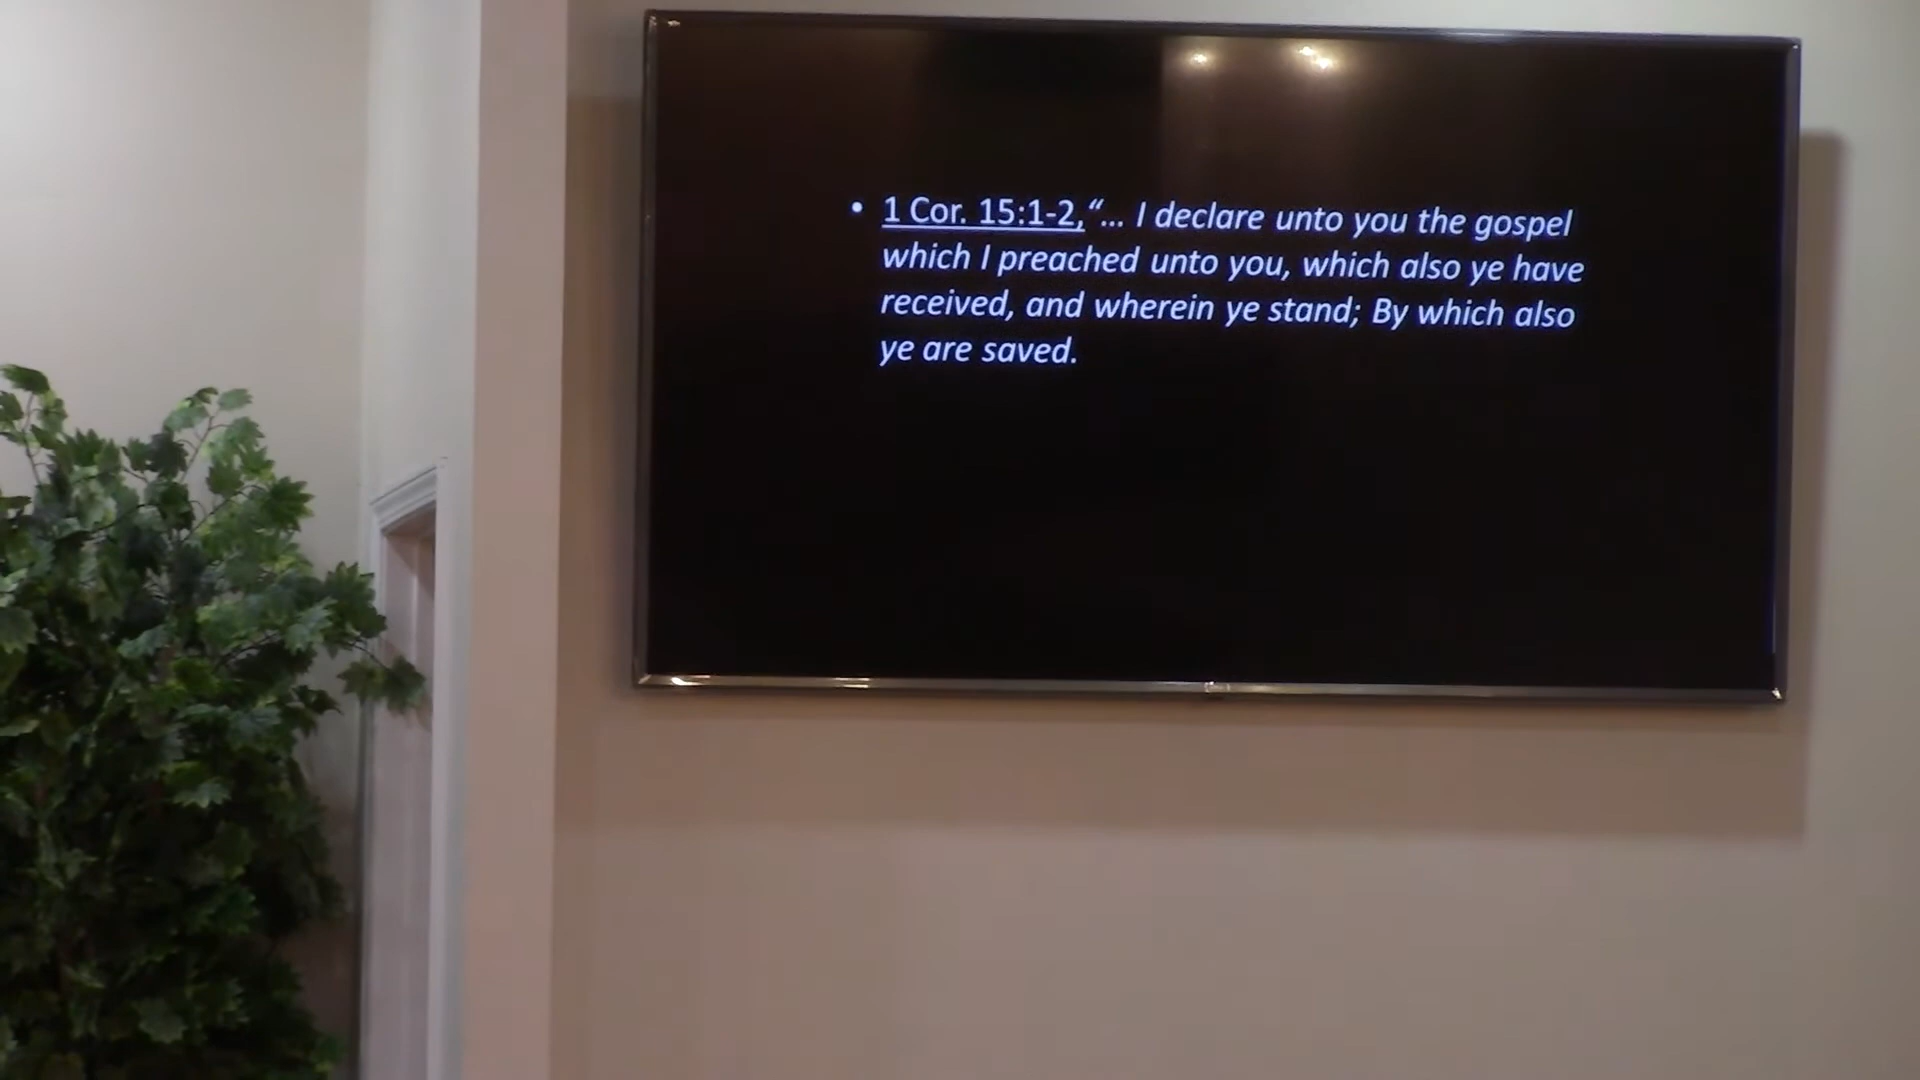 • 1 Cor. 15:1-2, “... I declare unto you the gospel
which I preached unto you, which also ye have
received, and wherein ye stand; By which also
ye are saved.